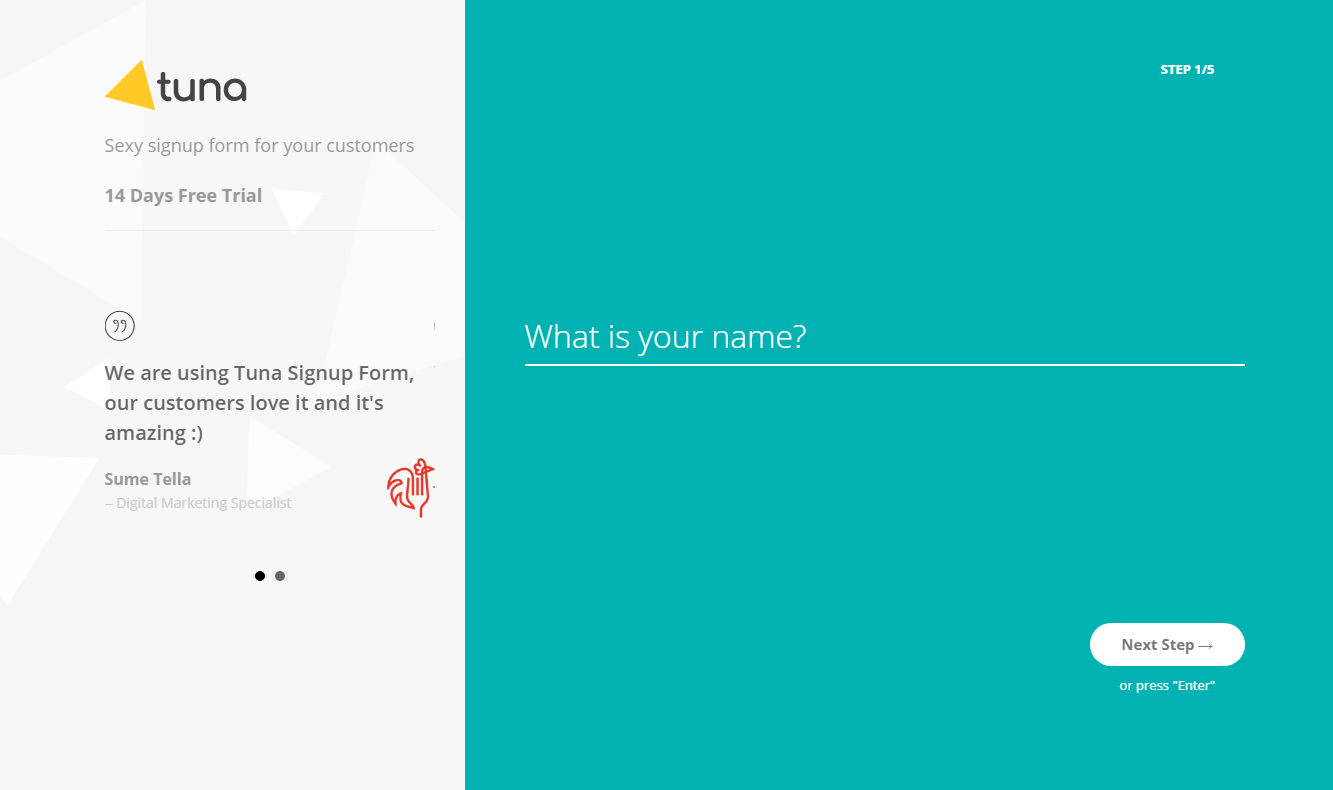 tuna
Sexy signup form for your customers
14 Days Free Trial
We are using Tuna Signup Form,
our customers love it and it's
amazing :)
Sume Tella
– Digital Marketing Specialist
STEP 1/5
What is your name?
Next Step →
or press "Enter"